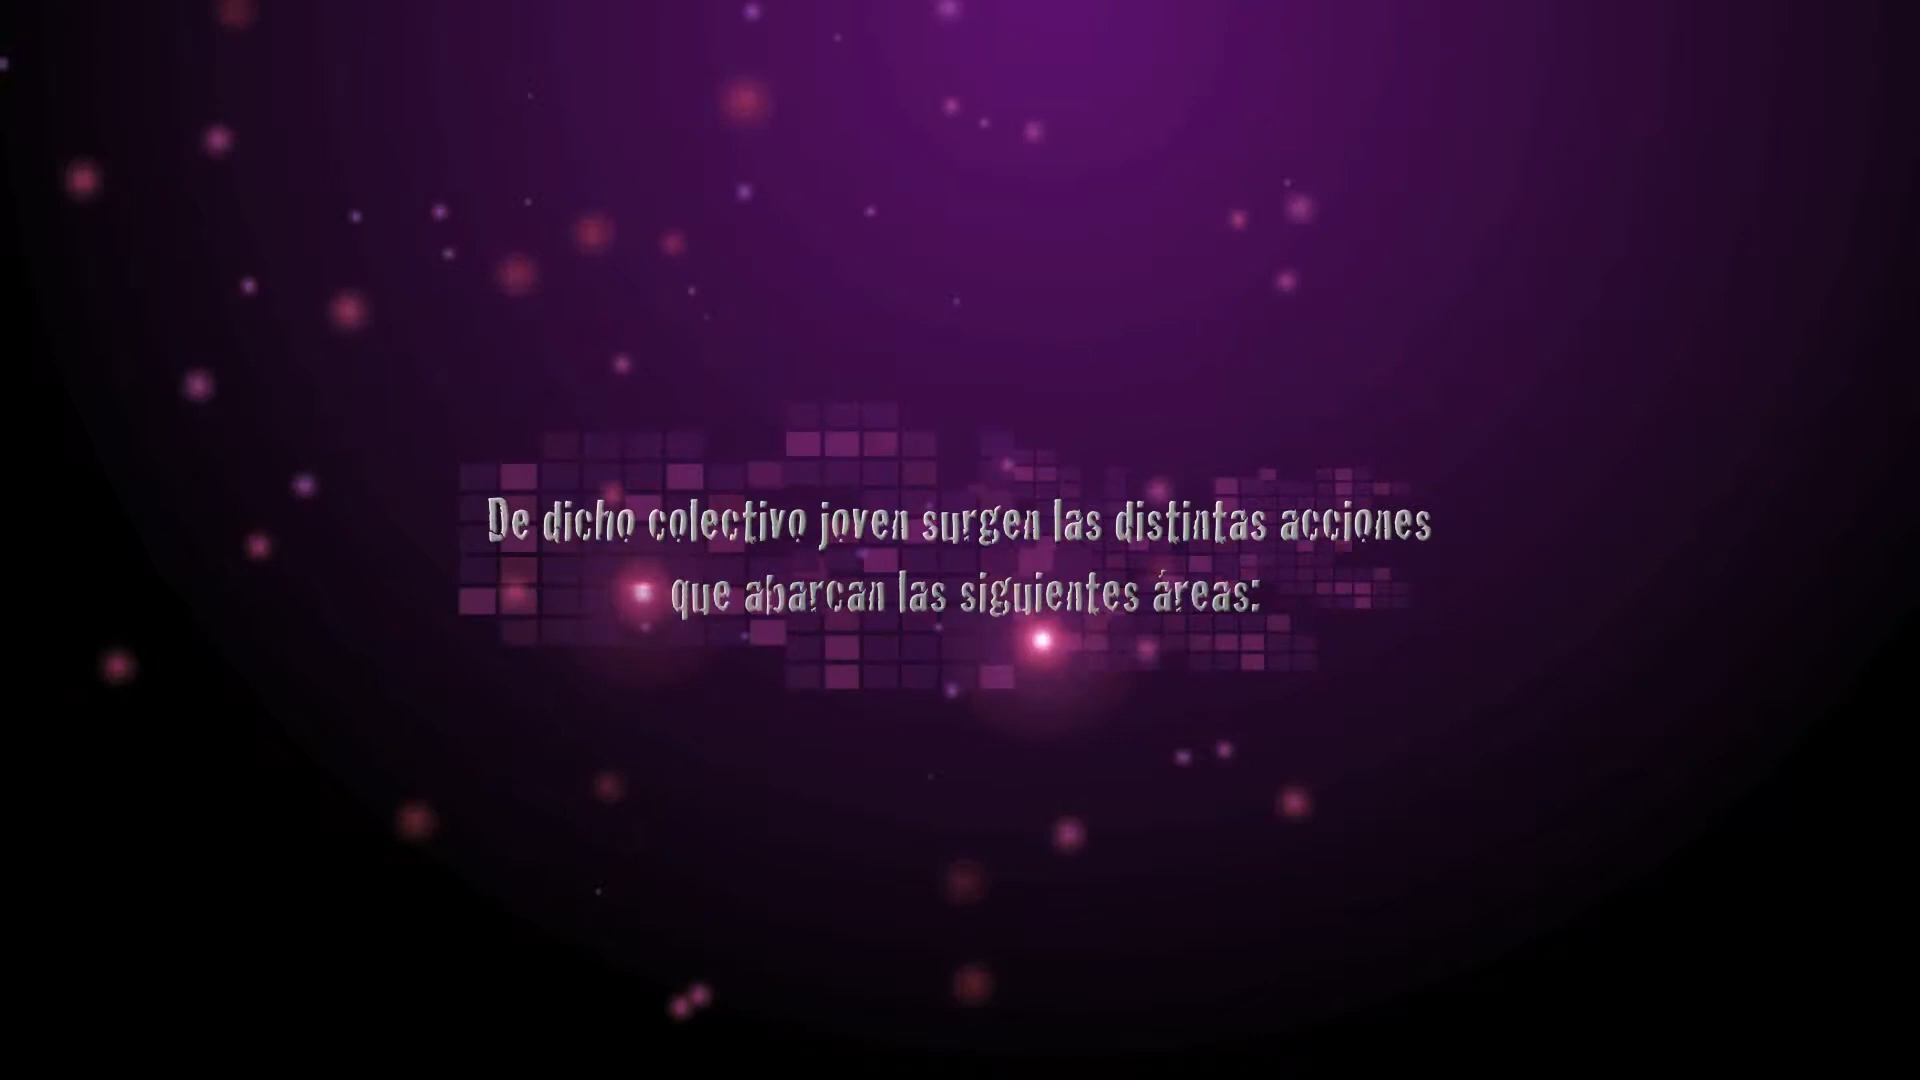 De dicho colectivo joven surgen las distintas acciones
que abarcan las siguientes áreas: